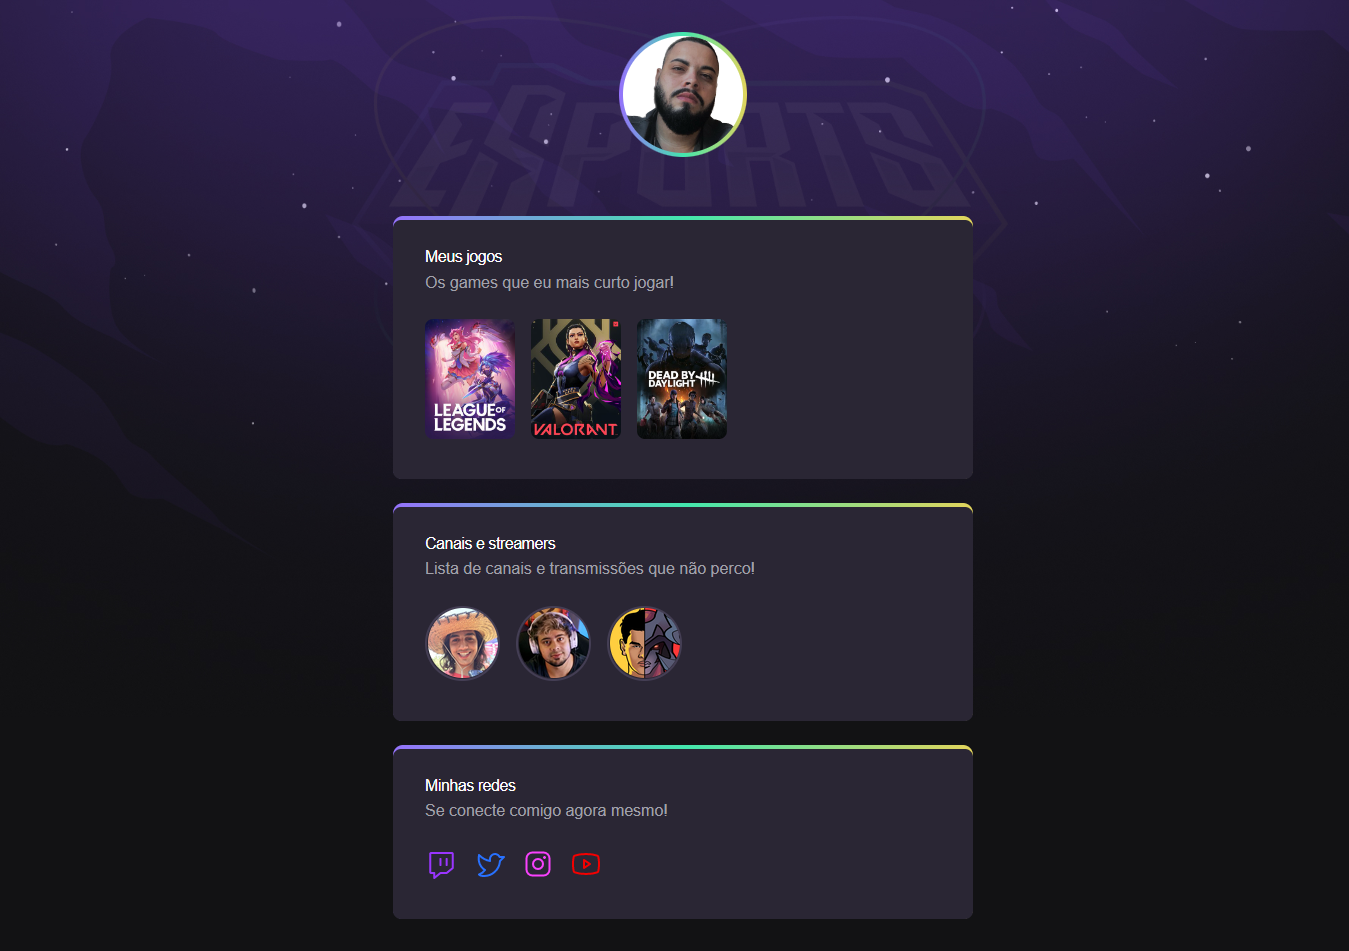 ESPORTS
Meus jogos
Os games que eu mais curto jogar!
LEAGUE OF
LEGENDS
VALORANT
DEAD BY
DAYLIGHT
Canais e streamers
Lista de canais e transmissões que não perco!
Minhas redes
Se conecte comigo agora mesmo!